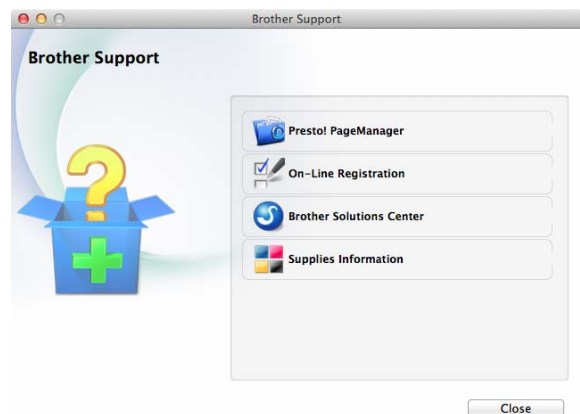 Brother Support
Brother Support
Presto! PageManager
On-Line Registration
Brother Solutions Center
Supplies Information
Close